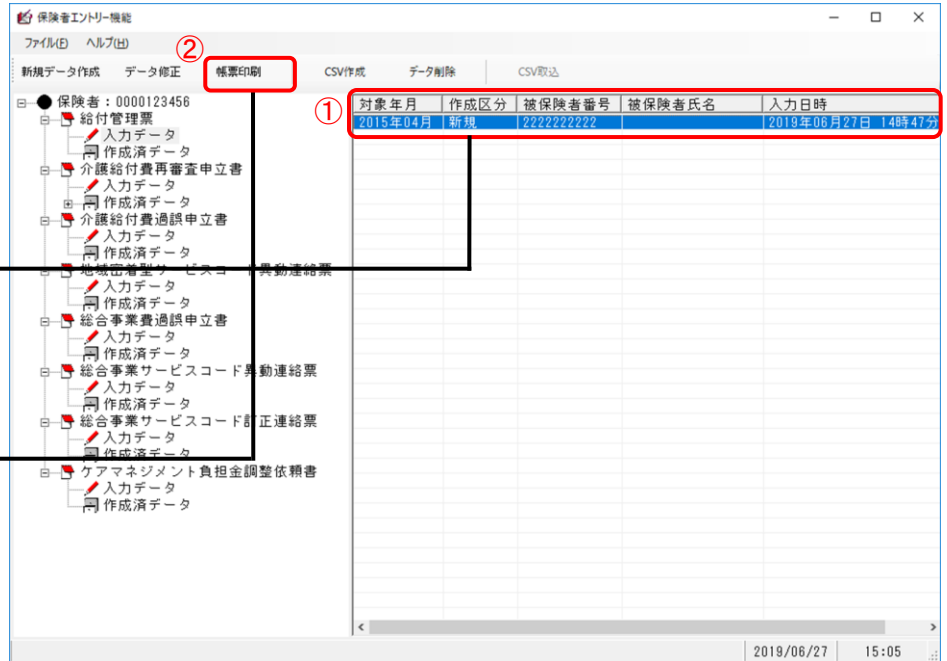 保険者エントリー機能
ファイル(F) ヘルプ(H)
②
新規データ作成 データ修正 帳票印刷 CSV作成 データ削除 CSV取込
①
保険者：0000123456
給付管理票
入力データ
作成済データ
介護給付費再審査申立書
入力データ
作成済データ
介護給付費過誤申立書
入力データ
作成済データ
地域密着型サービスコード異動連絡票
入力データ
作成済データ
総合事業費過誤申立書
入力データ
作成済データ
総合事業サービスコード異動連絡票
入力データ
作成済データ
総合事業サービスコード訂正連絡票
入力データ
作成済データ
ケアマネジメント負担金調整依頼書
入力データ
作成済データ
対象年月 作成区分 被保険者番号 被保険者氏名 入力日時
2015年04月 新規 2222222222 2019年06月27日 14時47分
2019/06/27 15:05